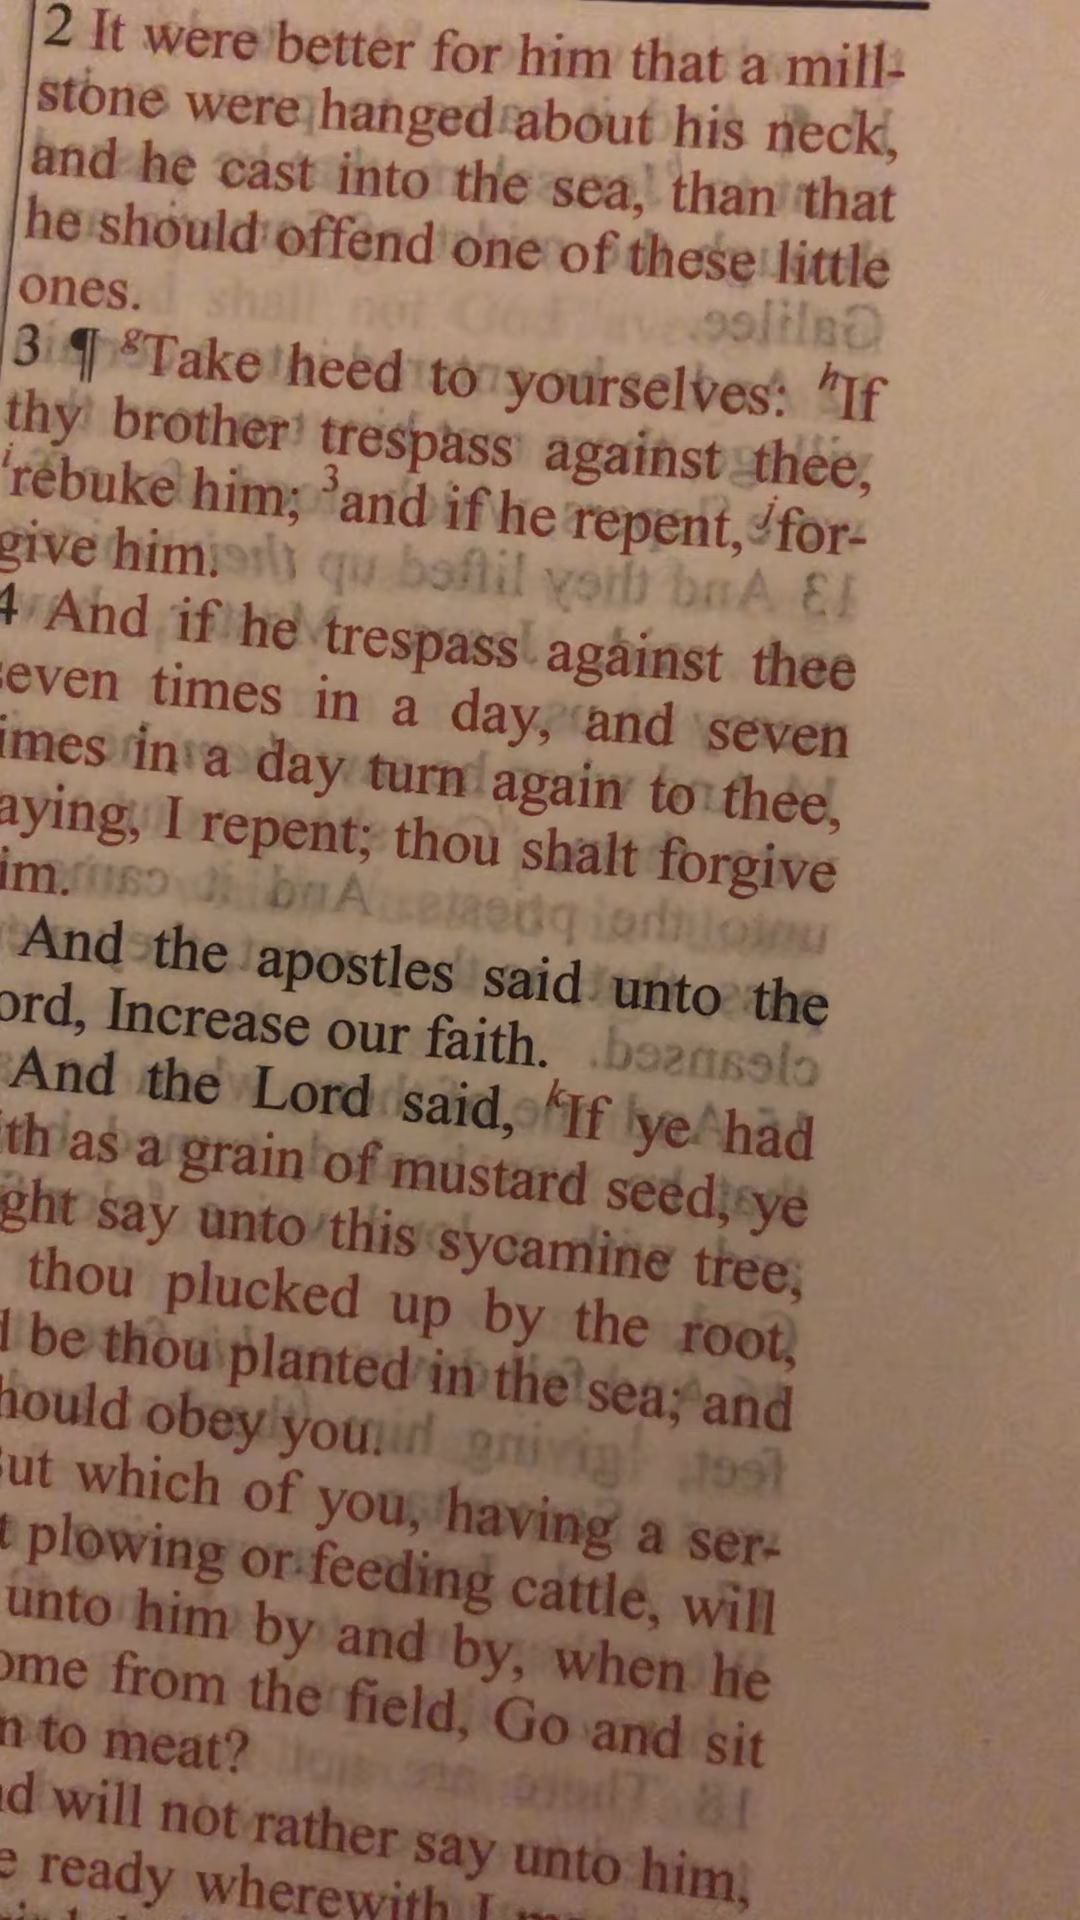 2 It were better for him that a mill-
stone were hanged about his neck,
and he cast into the sea, than that
he should offend one of these little
ones.
3 ¶ gTake heed to yourselves: hIf
thy brother trespass against thee,
irebuke him; 3and if he repent, jfor-
give him.
4 And if he trespass against thee
even times in a day, and seven
imes in a day turn again to thee,
aying, I repent; thou shalt forgive
im.
And the apostles said unto the
ord, Increase our faith.
And the Lord said, kIf ye had
th as a grain of mustard seed, ye
ght say unto this sycamine tree,
thou plucked up by the root,
d be thou planted in the sea; and
hould obey you.
ut which of you, having a ser-
t plowing or feeding cattle, will
unto him by and by, when he
ome from the field, Go and sit
n to meat?
nd will not rather say unto him,
e ready wherewith I